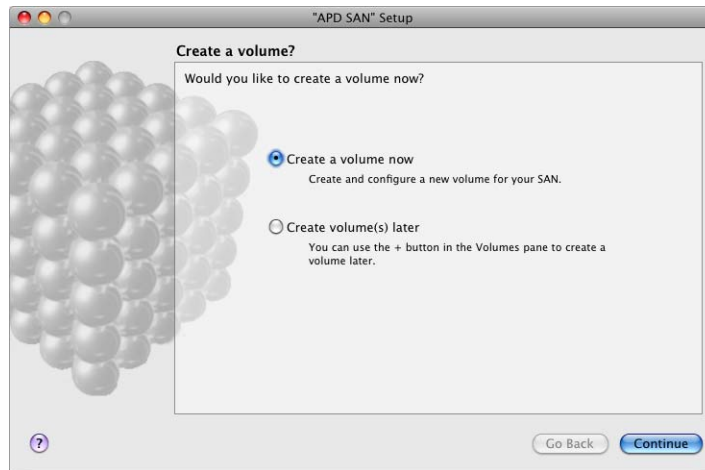 "APD SAN" Setup
Create a volume?
Would you like to create a volume now?
Create a volume now
Create and configure a new volume for your SAN.
Create volume(s) later
You can use the + button in the Volumes pane to create a
volume later.
?
Go Back
Continue